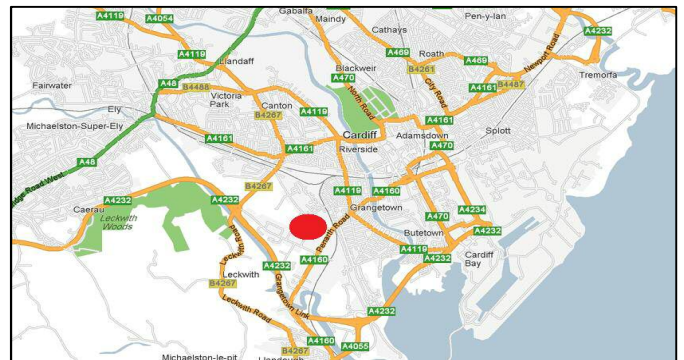 Gabalfa
A4119
A4054
Maindy
Pen-y-lan
Cathays
A4232
A4119
Llandaff
A469
Roath
A469
Newport Road
Blackweir
B4261
Tremorfa
Fairwater
A48
A470
City Road
B4487
B4488
Victoria
Park
Canton
A4119
North Road
A4161
Ely
B4267
A4161
Michaelston-Super-Ely
Cardiff
Adamsdown
Splott
A4161
A4161
Riverside
A470
A48
B4267
A4119
A4160
Road West
A4232
A4232
Grangetown
A4234
Caerau
Leckwith
Woods
Penarth Road
A470
A4232
Butetown
A4119
A4160
Cardiff
Bay
A4232
Leckwith
B4267
Grangetown Link
Leckwith Road
A4232
A4160
A4055
B4267
Michaelston-le-pit